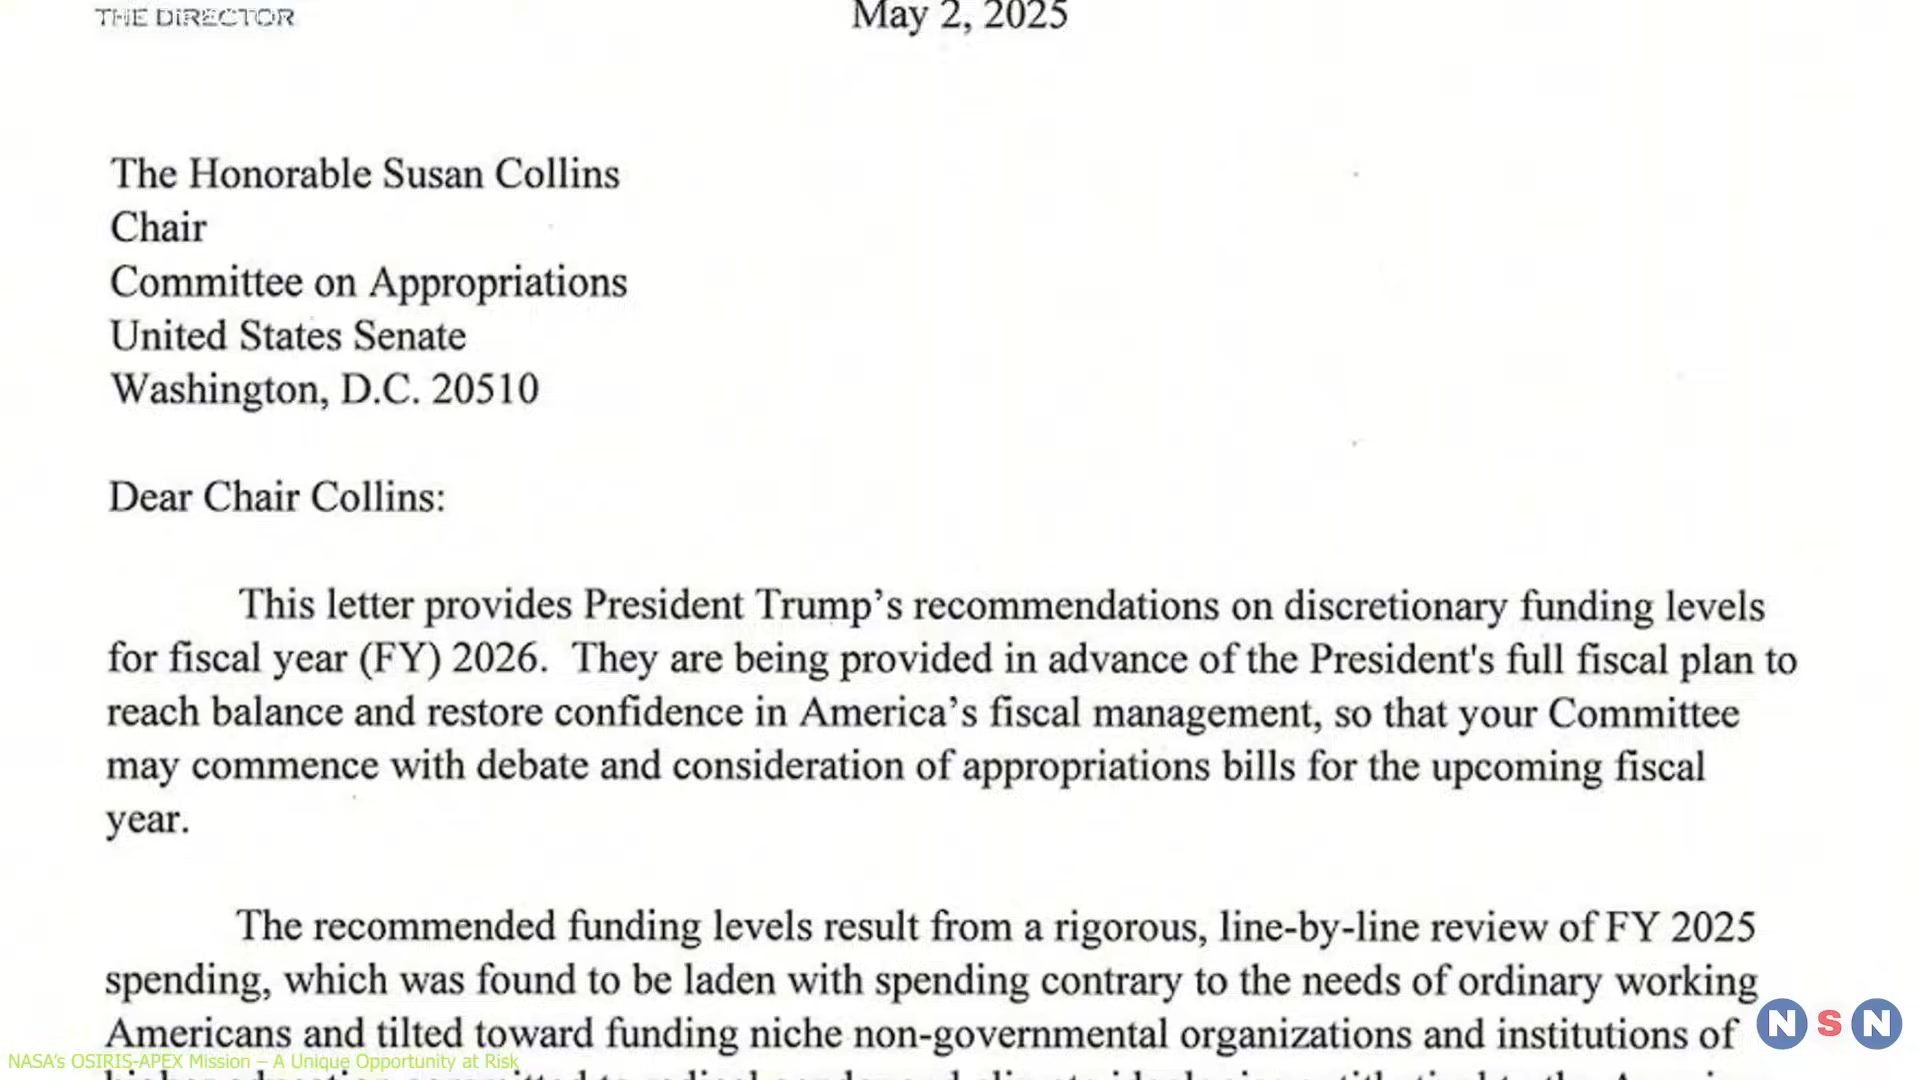 THE DIRECTOR
May 2, 2025
The Honorable Susan Collins
Chair
Committee on Appropriations
United States Senate
Washington, D.C. 20510
Dear Chair Collins:
This letter provides President Trump’s recommendations on discretionary funding levels
for fiscal year (FY) 2026.  They are being provided in advance of the President's full fiscal plan to
reach balance and restore confidence in America’s fiscal management, so that your Committee
may commence with debate and consideration of appropriations bills for the upcoming fiscal
year.
The recommended funding levels result from a rigorous, line-by-line review of FY 2025
spending, which was found to be laden with spending contrary to the needs of ordinary working
Americans and tilted toward funding niche non-governmental organizations and institutions of
NSN
NASA’s OSIRIS-APEX Mission – A Unique Opportunity at Risk